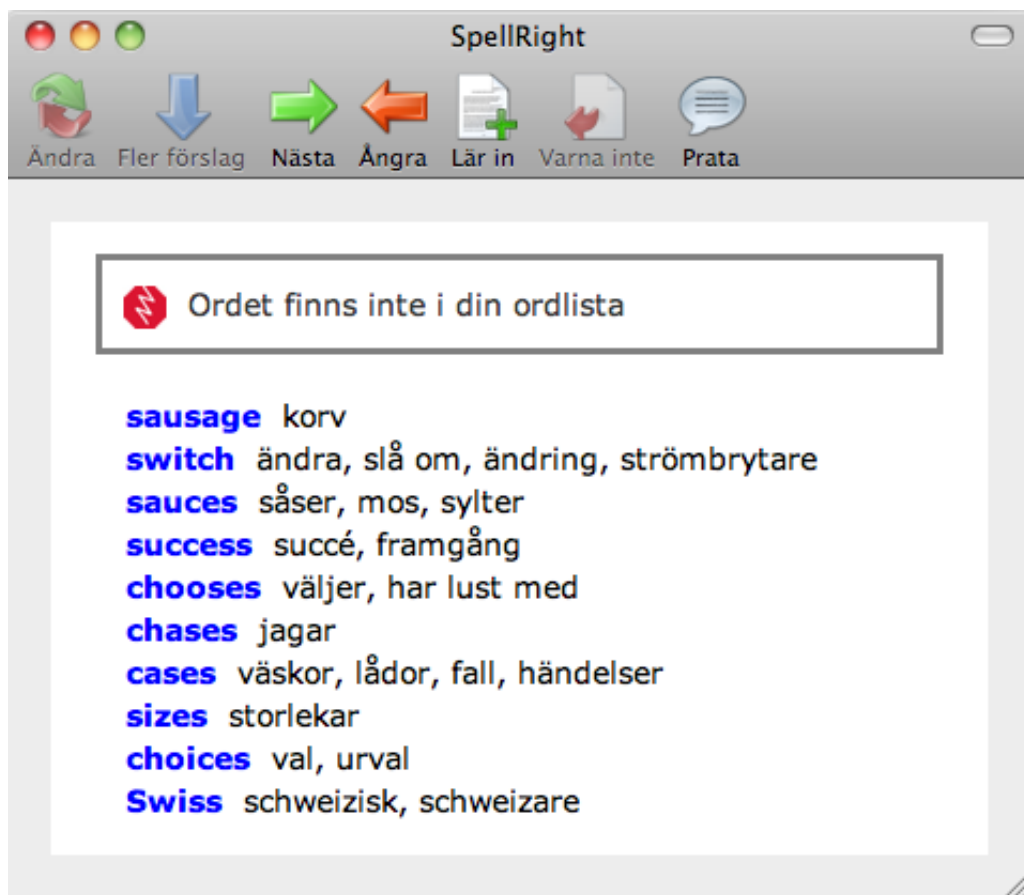 SpellRight
Ändra Fler förslag Nästa Ångra Lär in Varna inte Prata
Ordet finns inte i din ordlista
sausage korv
switch ändra, slå om, ändring, strömbrytare
sauces såser, mos, sylter
success succé, framgång
chooses väljer, har lust med
chases jagar
cases väskor, lådor, fall, händelser
sizes storlekar
choices val, urval
Swiss schweizisk, schweizare